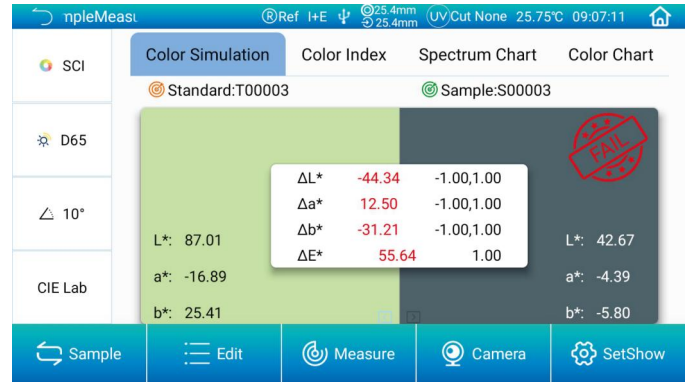 mpleMeasu ®Ref I+E 25.4mm 25.4mm UV Cut None 25.75℃ 09:07:11
SCI
Color Simulation Color Index Spectrum Chart Color Chart
Standard:T00003 Sample:S00003
D65
FAIL
ΔL* -44.34 -1.00,1.00
Δa* 12.50 -1.00,1.00
Δb* -31.21 -1.00,1.00
ΔE* 55.64 1.00
10°
L*: 87.01 L*: 42.67
a*: -16.89 a*: -4.39
CIE Lab
b*: 25.41 b*: -5.80
Sample Edit Measure Camera SetShow